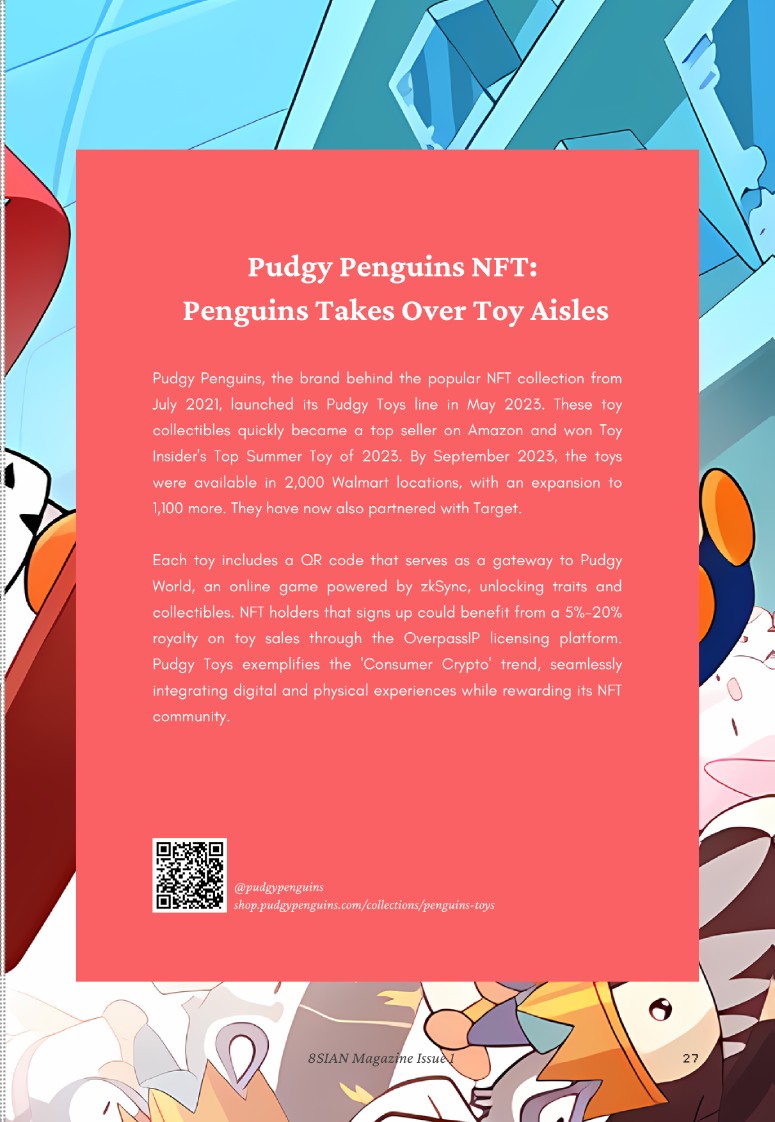 Pudgy Penguins NFT:
Penguins Takes Over Toy Aisles
Pudgy Penguins, the brand behind the popular NFT collection from
July 2021, launched its Pudgy Toys line in May 2023. These toy
collectibles quickly became a top seller on Amazon and won Toy
Insider's Top Summer Toy of 2023. By September 2023, the toys
were available in 2,000 Walmart locations, with an expansion to
1,100 more. They have now also partnered with Target.
Each toy includes a QR code that serves as a gateway to Pudgy
World, an online game powered by zkSync, unlocking traits and
collectibles. NFT holders that signs up could benefit from a 5%-20%
royalty on toy sales through the OverpassIP licensing platform.
Pudgy Toys exemplifies the 'Consumer Crypto' trend, seamlessly
integrating digital and physical experiences while rewarding its NFT
community.
@pudgypenguins
shop.pudgypenguins.com/collections/penguins-toys
8SIAN Magazine Issue 1
27